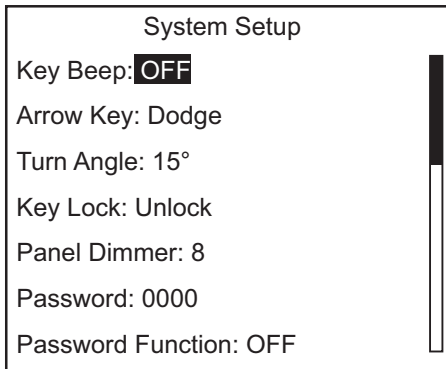 System Setup
Key Beep: OFF
Arrow Key: Dodge
Turn Angle: 15°
Key Lock: Unlock
Panel Dimmer: 8
Password: 0000
Password Function: OFF